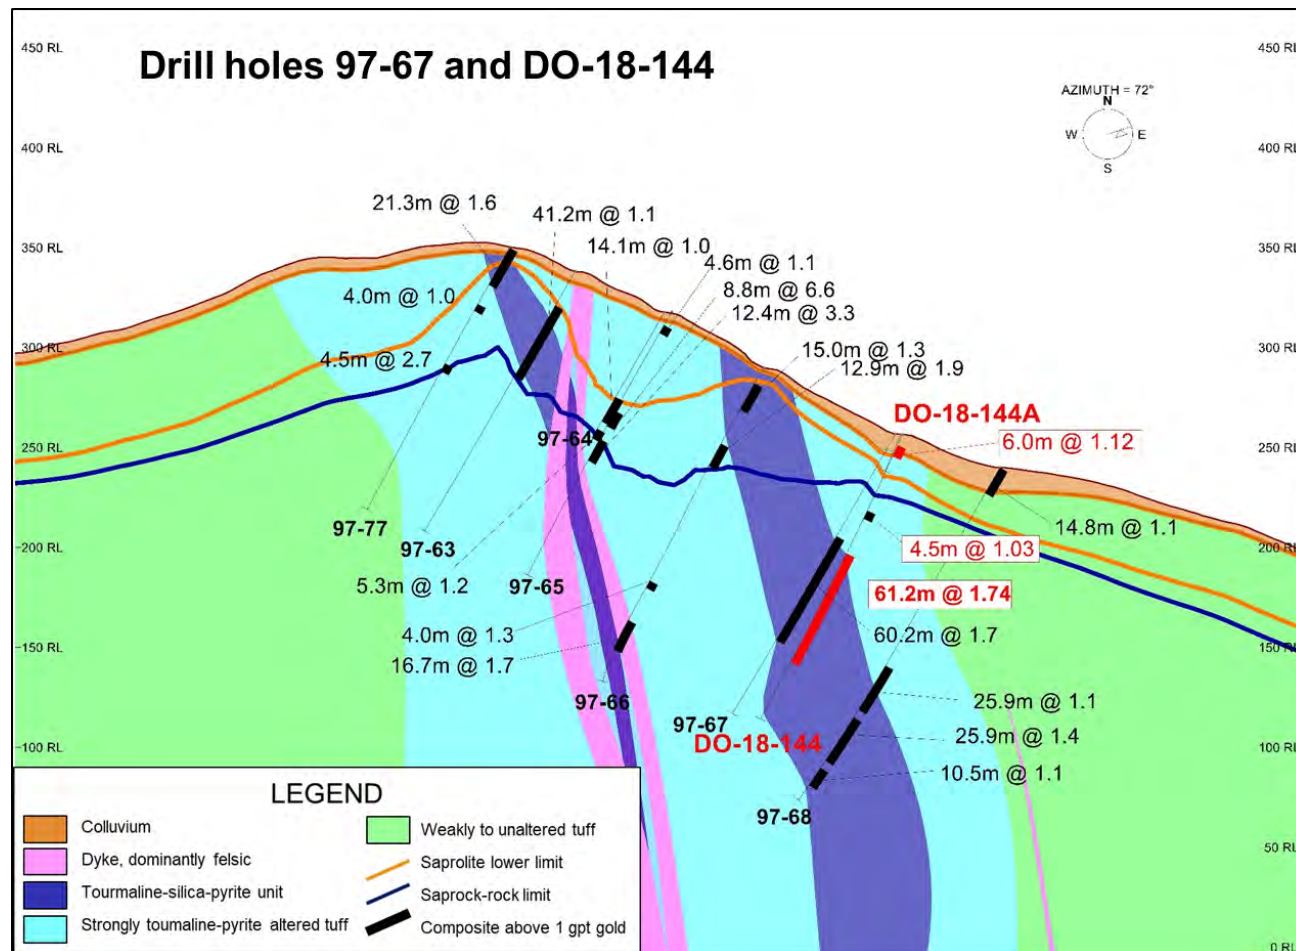 450 RL
450 RL
Drill holes 97-67 and DO-18-144
AZIMUTH = 72°
N
W
E
S
400 RL
400 RL
21.3m @ 1.6
41.2m @ 1.1
14.1m @ 1.0
350 RL
350 RL
4.6m @ 1.1
8.8m @ 6.6
12.4m @ 3.3
4.0m @ 1.0
300 RL
300 RL
4.5m @ 2.7
15.0m @ 1.3
12.9m @ 1.9
DO-18-144A
6.0m @ 1.12
97-64
250 RL
250 RL
97-77
14.8m @ 1.1
97-63
4.5m @ 1.03
200 RL
200 RL
5.3m @ 1.2
97-65
61.2m @ 1.74
4.0m @ 1.3
60.2m @ 1.7
16.7m @ 1.7
150 RL
150 RL
97-66
97-67
25.9m @ 1.1
DO-18-144
25.9m @ 1.4
100 RL
100 RL
10.5m @ 1.1
97-68
50 RL
0 RL
LEGEND
Colluvium
Dyke, dominantly felsic
Tourmaline-silica-pyrite unit
Strongly toumaline-pyrite altered tuff
Weakly to unaltered tuff
Saprolite lower limit
Saprock-rock limit
Composite above 1 gpt gold